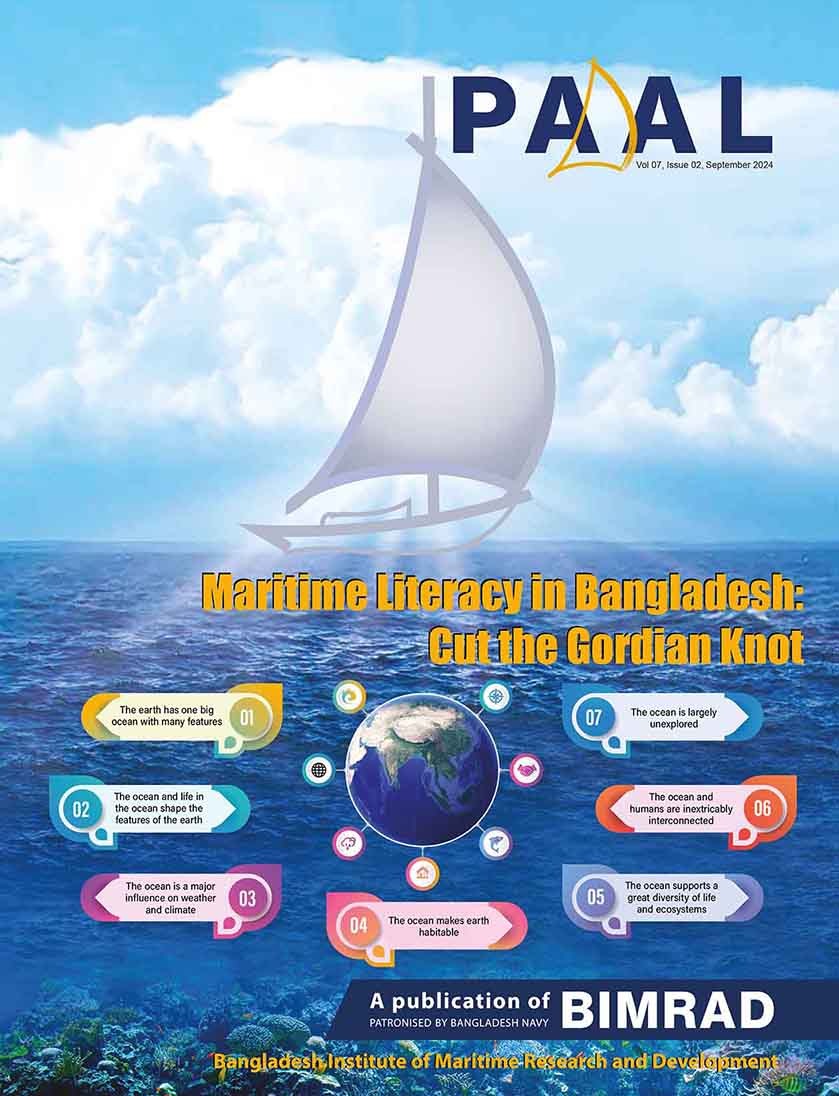 PAAL
Vol 07, Issue 02, September 2024
Maritime Literacy in Bangladesh:
Cut the Gordian Knot
The earth has one big
ocean with many features
01
02
The ocean and life in
the ocean shape the
features of the earth
The ocean is a major
influence on weather
and climate
03
04
The ocean makes earth
habitable
05
The ocean supports a
great diversity of life
and ecosystems
The ocean and
humans are inextricably
interconnected
06
07
The ocean is largely
unexplored
A publication of
PATRONISED BY BANGLADESH NAVY
BIMRAD
Bangladesh Institute of Maritime Research and Development